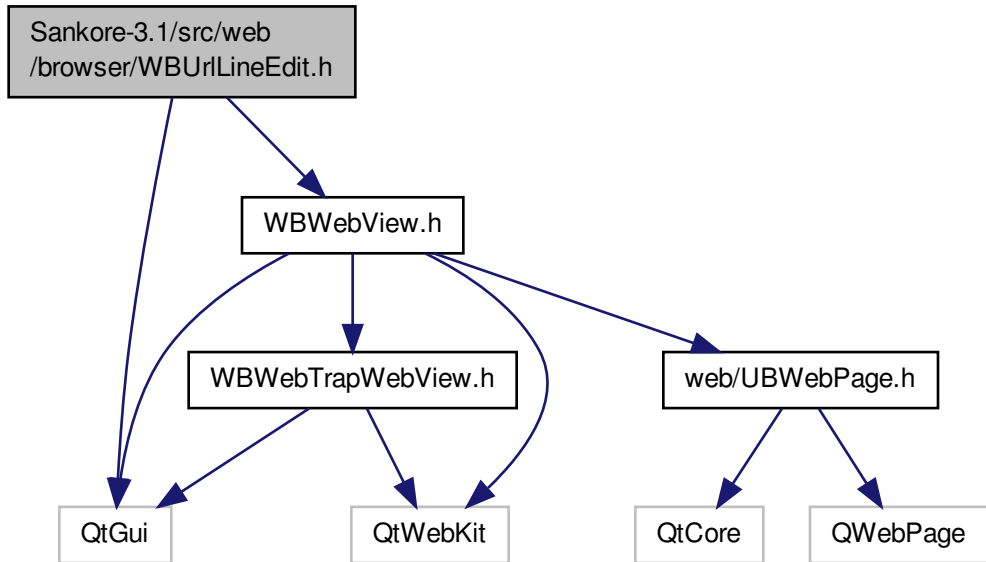 Sankore-3.1/src/web
/browser/WBUrlLineEdit.h
WBWebView.h
WBWebTrapWebView.h
web/UBWebPage.h
QtGui
QtWebKit
QtCore
QWebPage